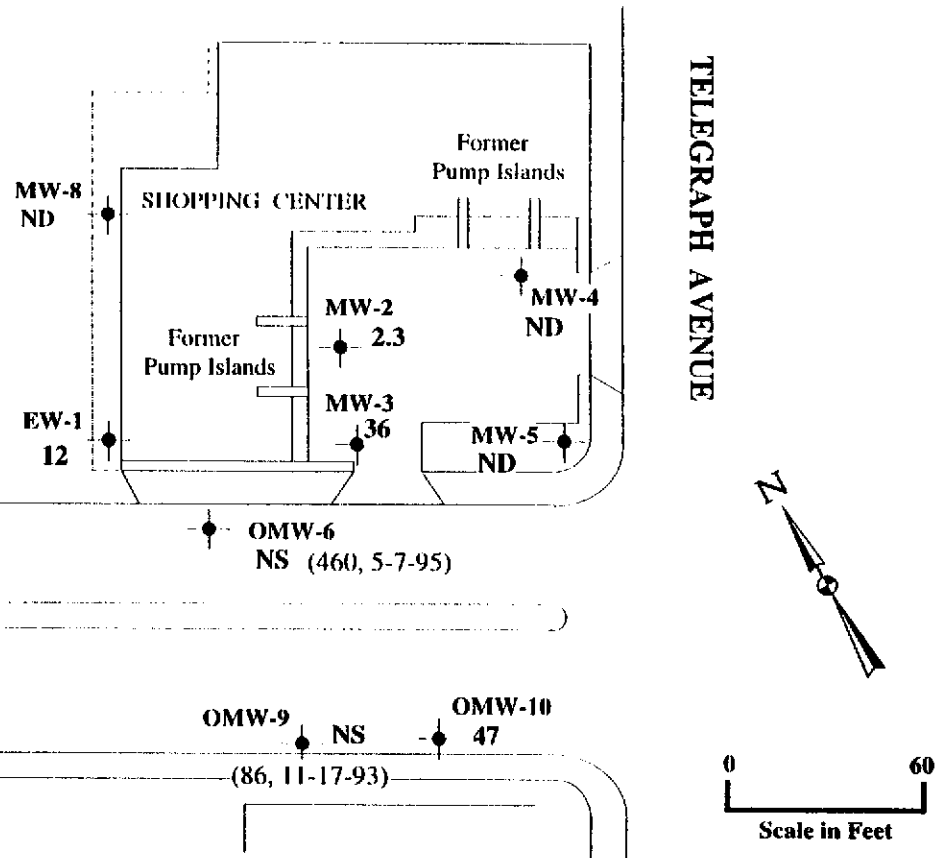 TELEGRAPH AVENUE
Former
Pump Islands
MW-8
ND
SHOPPING CENTER
MW-4
ND
MW-2
2.3
Former
Pump Islands
MW-3
36
EW-1
12
MW-5
ND
N
OMW-6
NS (460, 5-7-95)
OMW-9
NS
OMW-10
47
(86, 11-17-93)
0
60
Scale in Feet